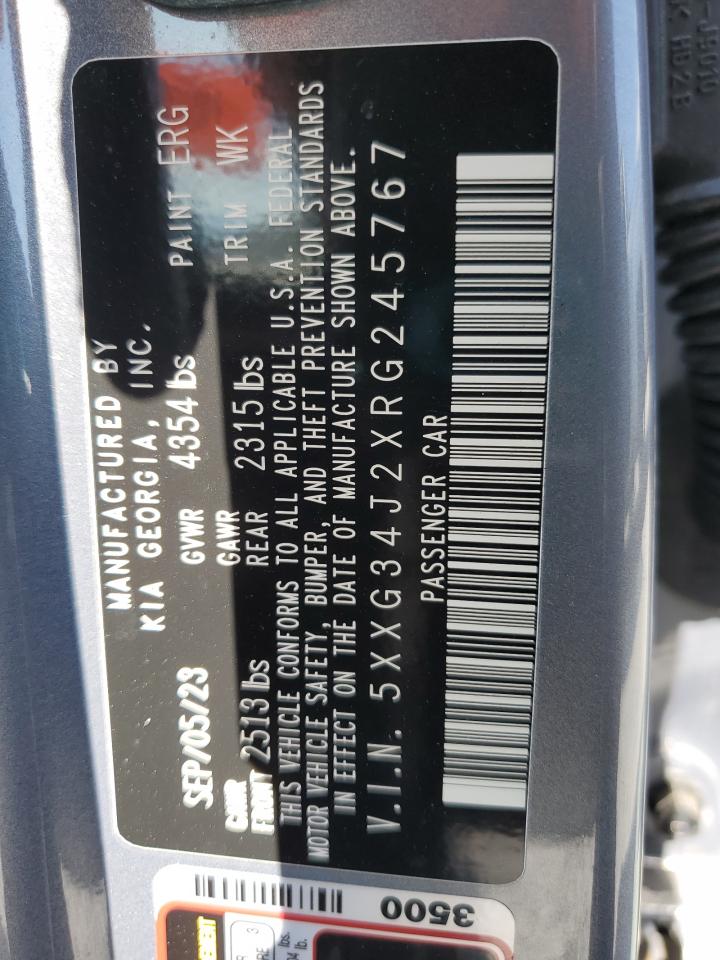 MANUFACTURED BY
KIA GEORGIA, INC.
SEP/05/23 GVWR 4354 lbs PAINT ERG
GAWR GAWR TRIM WK
FRONT 2513 lbs REAR 2315 lbs
THIS VEHICLE CONFORMS TO ALL APPLICABLE U.S.A. FEDERAL
MOTOR VEHICLE SAFETY, BUMPER, AND THEFT PREVENTION STANDARDS
IN EFFECT ON THE DATE OF MANUFACTURE SHOWN ABOVE.
V.I.N. 5XXG34J2XRG245767
PASSENGER CAR
3500
3
lbs.